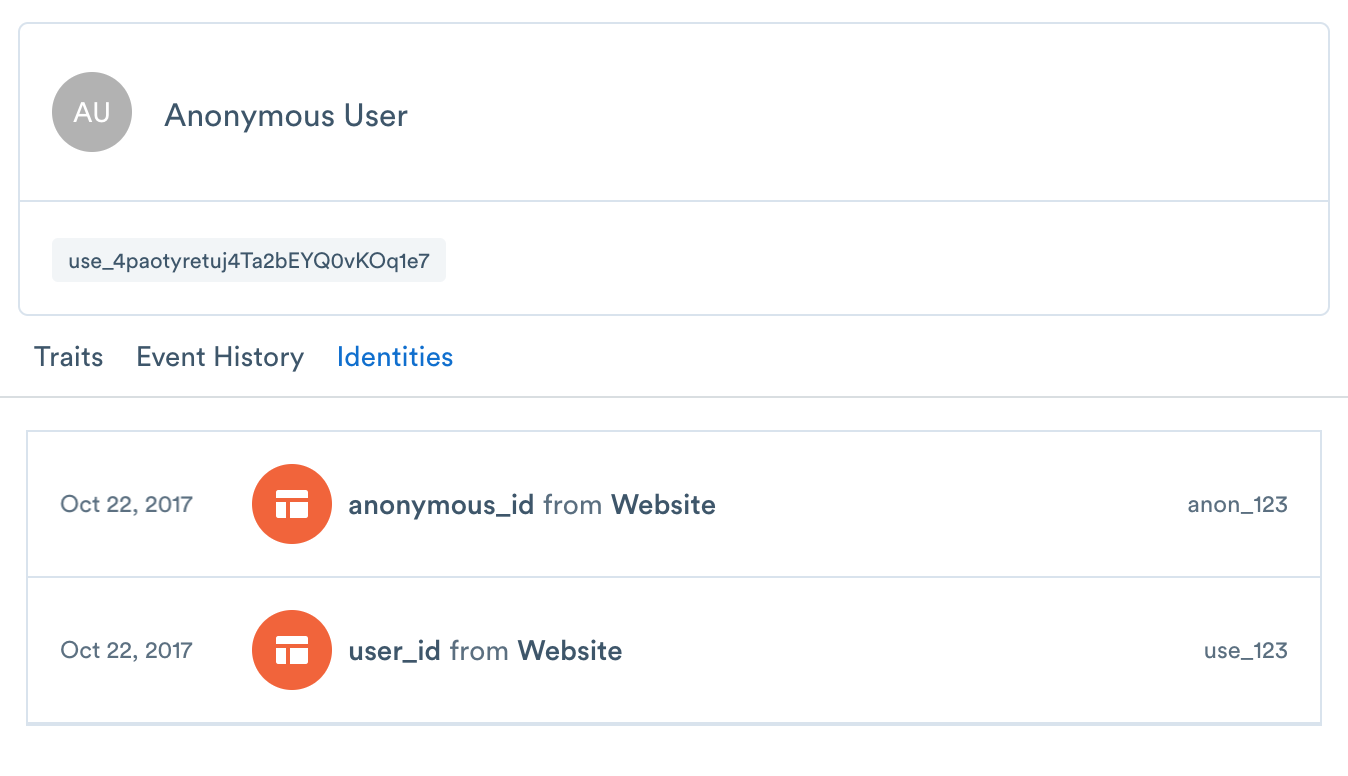 AU
Anonymous User
use_4paotyretuj4Ta2bEYQ0vKOq1e7
Traits Event History Identities
Oct 22, 2017 anonymous_id from Website anon_123
Oct 22, 2017 user_id from Website use_123